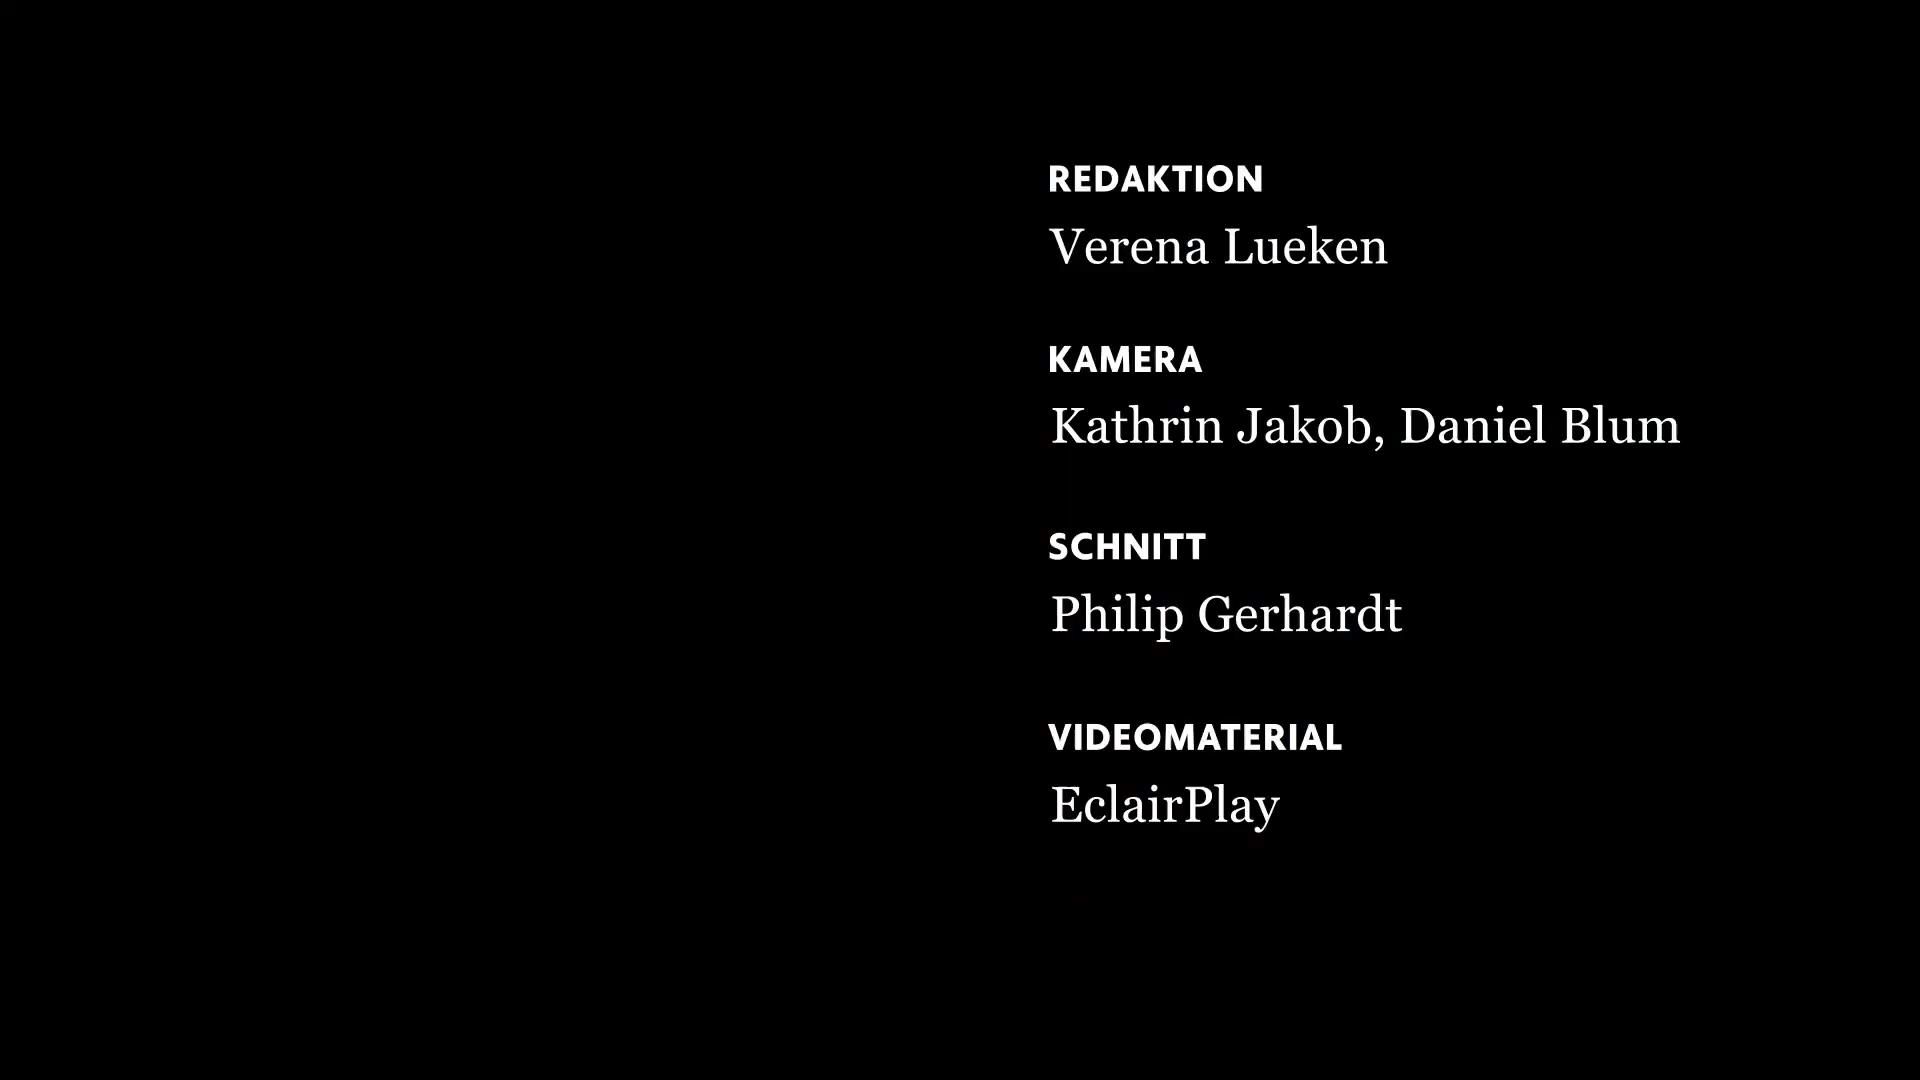 REDAKTION
Verena Lueken
KAMERA
Kathrin Jakob, Daniel Blum
SCHNITT
Philip Gerhardt
VIDEOMATERIAL
EclairPlay